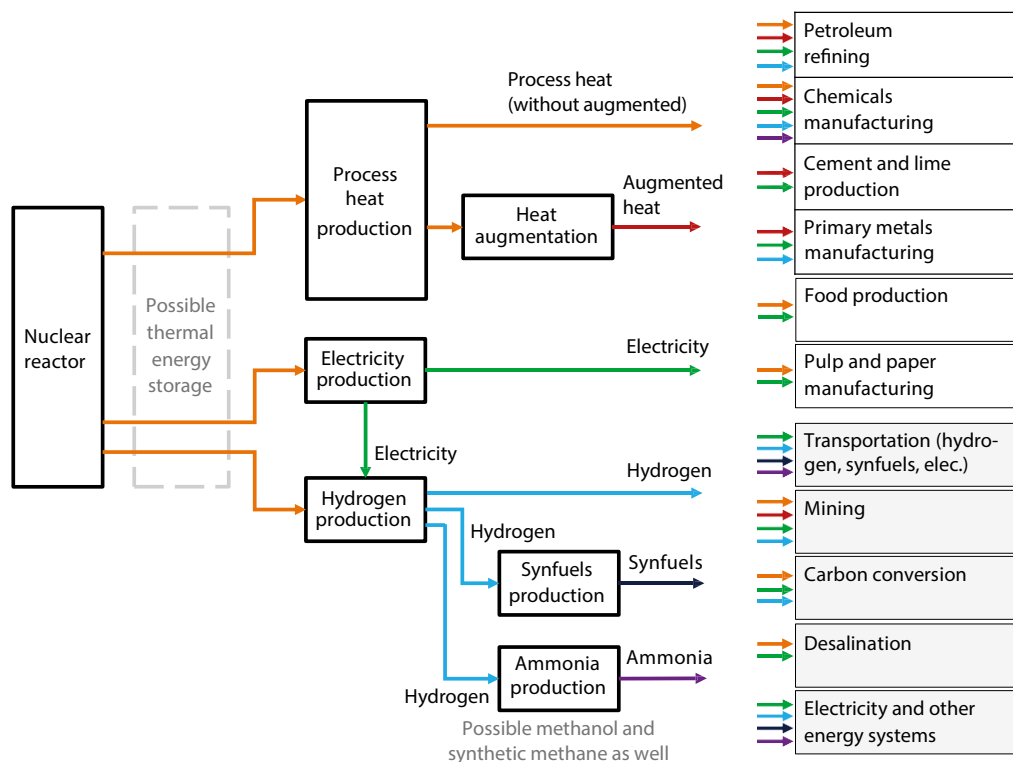 Nuclear
reactor
Possible
thermal
energy
storage
Process
heat
production
Process heat
(without augmented)
Heat
augmentation
Augmented
heat
Electricity
production
Electricity
Electricity
Hydrogen
production
Hydrogen
Hydrogen
Synfuels
production
Synfuels
Hydrogen
Ammonia
production
Ammonia
Possible methanol and
synthetic methane as well
Petroleum
refining
Chemicals
manufacturing
Cement and lime
production
Primary metals
manufacturing
Food production
Pulp and paper
manufacturing
Transportation (hydro-
gen, synfuels, elec.)
Mining
Carbon conversion
Desalination
Electricity and other
energy systems